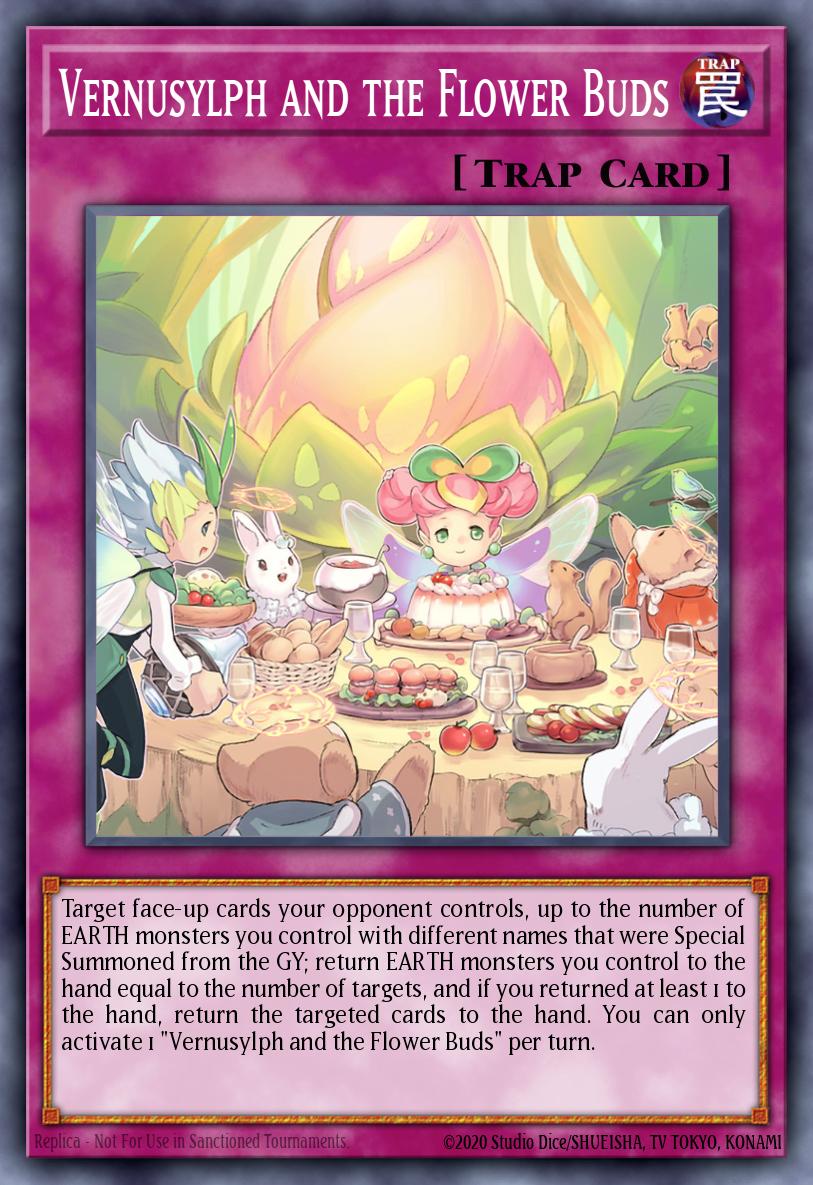 Vernusylph and the Flower Buds
TRAP
罠
[Trap Card]
Target face-up cards your opponent controls, up to the number of
EARTH monsters you control with different names that were Special
Summoned from the GY; return EARTH monsters you control to the
hand equal to the number of targets, and if you returned at least 1 to
the hand, return the targeted cards to the hand. You can only
activate 1 "Vernusylph and the Flower Buds" per turn.
Replica - Not For Use in Sanctioned Tournaments.
©2020 Studio Dice/SHUEISHA, TV TOKYO, KONAMI